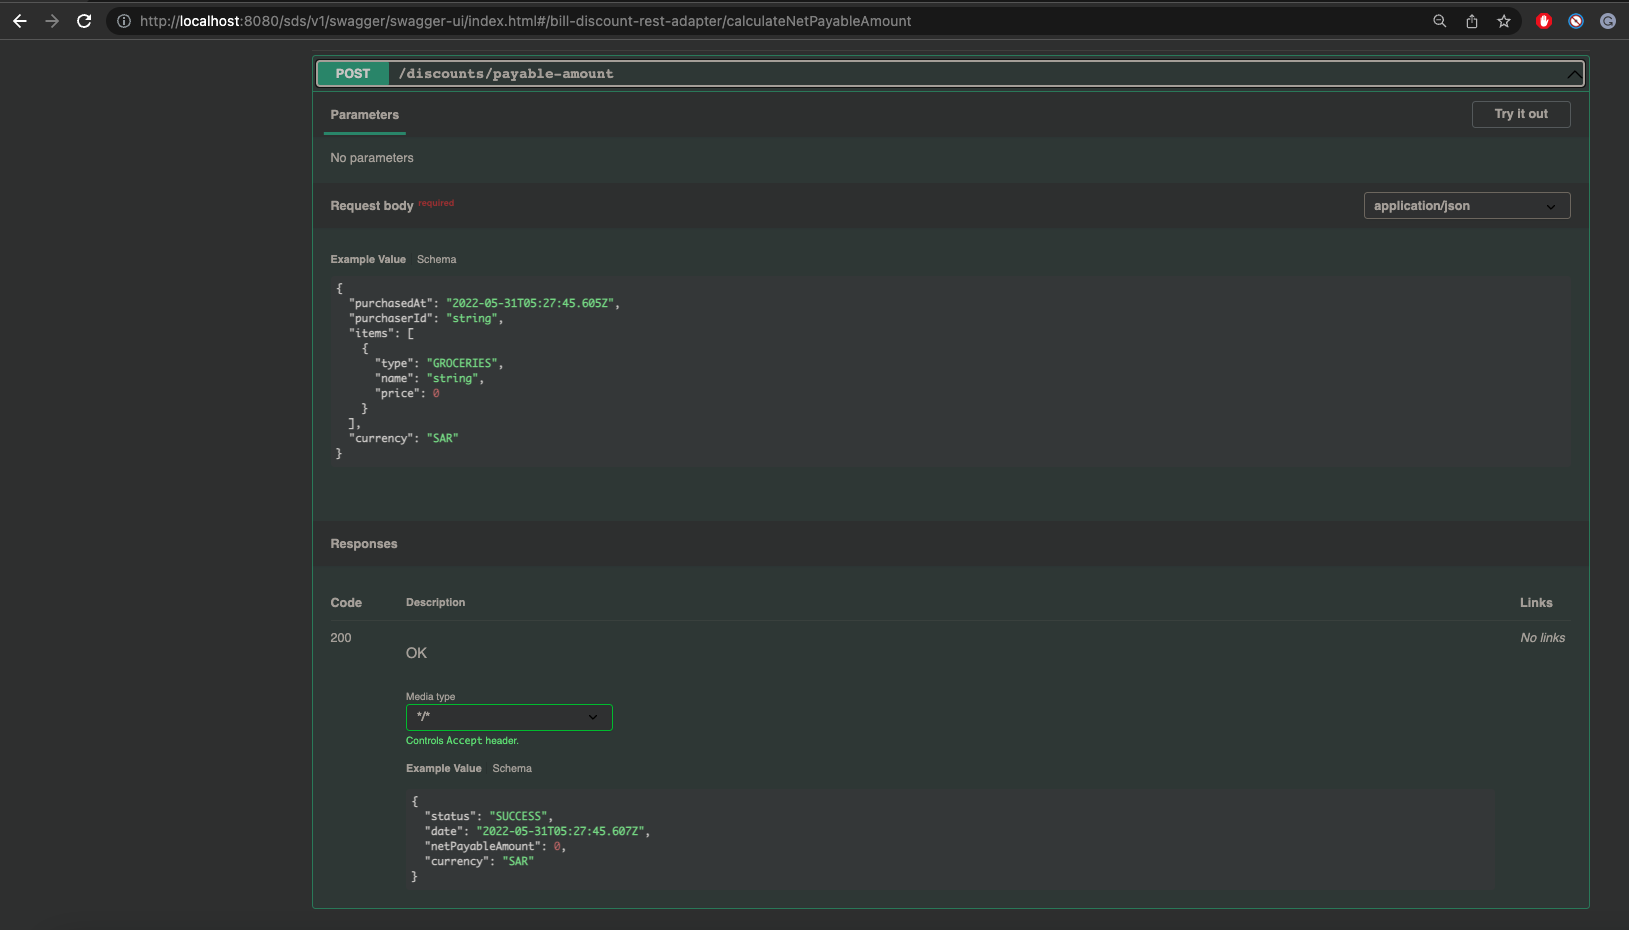 http://localhost:8080/sds/v1/swagger/swagger-ui/index.html#/bill-discount-rest-adapter/calculateNetPayableAmount
POST /discounts/payable-amount
Parameters
Try it out
No parameters
Request body required
application/json
Example Value Schema
{
"purchasedAt": "2022-05-31T05:27:45.605Z",
"purchaserId": "string",
"items": [
{
"type": "GROCERIES",
"name": "string",
"price": 0
}
],
"currency": "SAR"
}
Responses
Code Description Links
200 No links
OK
Media type
*/*
Controls Accept header.
Example Value Schema
{
"status": "SUCCESS",
"date": "2022-05-31T05:27:45.607Z",
"netPayableAmount": 0,
"currency": "SAR"
}